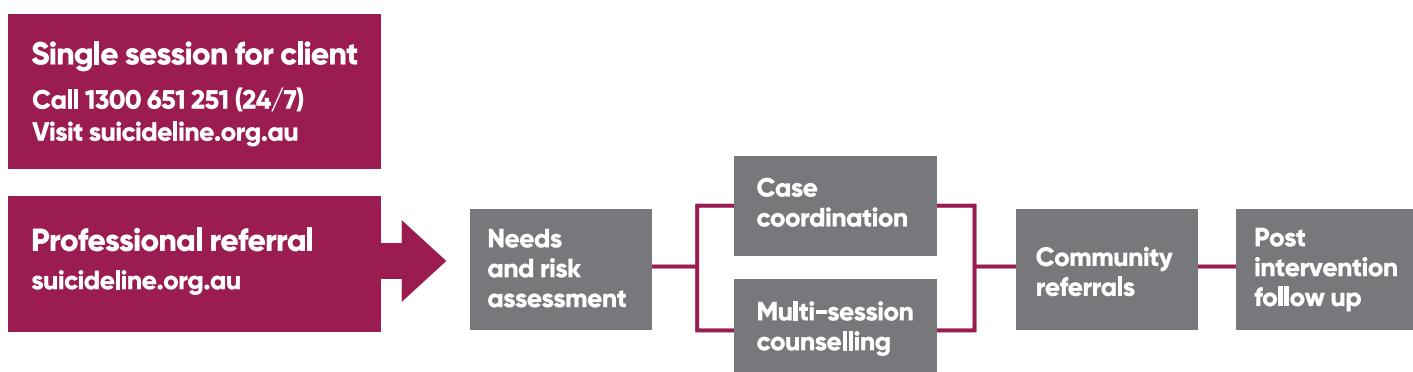 Single session for client
Call 1300 651 251 (24/7)
Visit suicideline.org.au
Professional referral
suicideline.org.au
Needs
and risk
assessment
Case
coordination
Multi-session
counselling
Community
referrals
Post
intervention
follow up